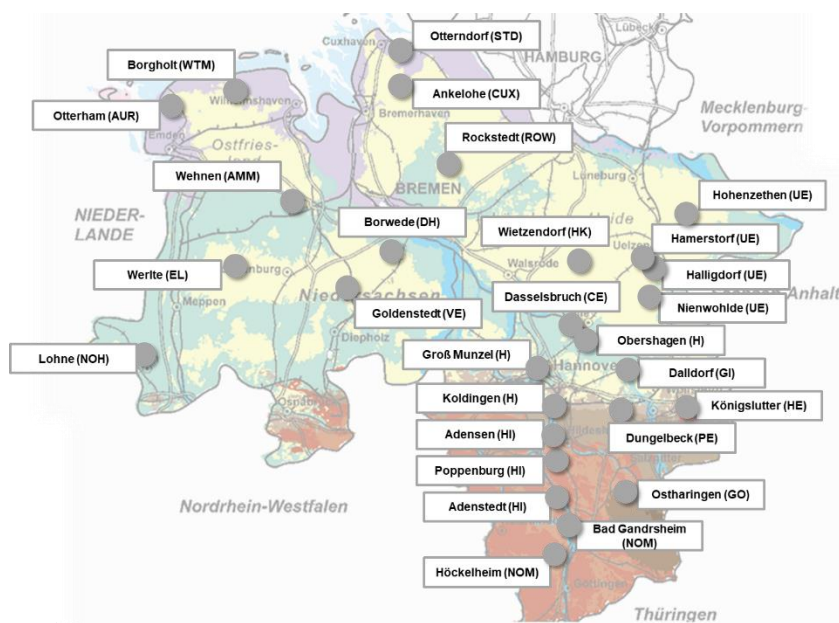 Otterndorf (STD)
Cuxhaven
HAMBURG
Lübeck
Borgholt (WTM)
Ankelohe (CUX)
Otterham (AUR)
Wilhelmshaven
Bremerhaven
Mecklenburg-
Vorpommern
Emden
Ostfries-
land
Rockstedt (ROW)
Wehnen (AMM)
BREMEN
Lüneburg
Hohenzethen (UE)
NIEDER-
LANDE
Borwede (DH)
Wietzendorf (HK)
Hamerstorf (UE)
Uelzen
Werlte (EL)
Walsrode
Halligdorf (UE)
Meppen
Niedersachsen
Dasselsbruch (CE)
Anhalt
Goldenstedt (VE)
Nienwohlde (UE)
Diepholz
Obershagen (H)
Lohne (NOH)
Groß Munzel (H)
Hannover
Dalldorf (GI)
Koldingen (H)
Königslutter (HE)
Adensen (HI)
Dungelbeck (PE)
Poppenburg (HI)
Nordrhein-Westfalen
Adenstedt (HI)
Ostharingen (GO)
Bad Gandrsheim
(NOM)
Höckelheim (NOM)
Göttingen
Thüringen